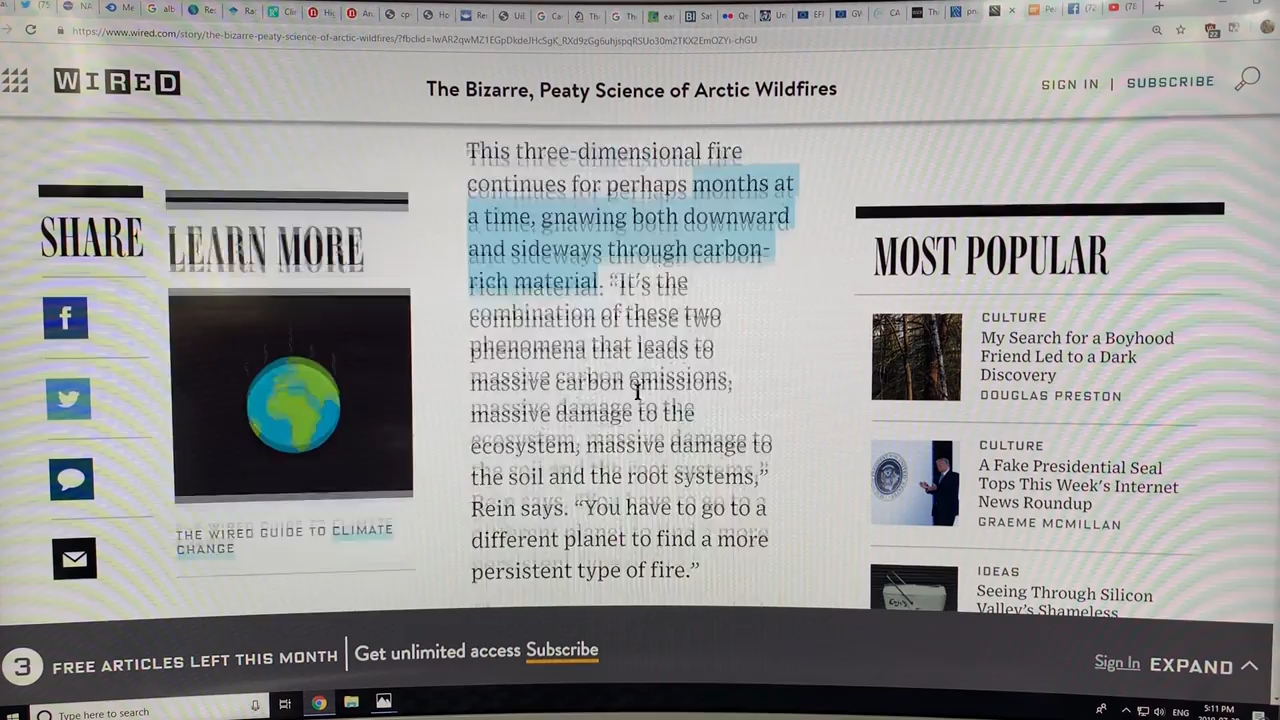 https://www.wired.com/story/the-bizarre-peaty-science-of-arctic-wildfires/
WIRED
The Bizarre, Peaty Science of Arctic Wildfires
SIGN IN | SUBSCRIBE
SHARE
LEARN MORE
THE WIRED GUIDE TO CLIMATE
CHANGE
This three-dimensional fire
continues for perhaps months at
a time, gnawing both downward
and sideways through carbon-
rich material. “It’s the
combination of these two
phenomena that leads to
massive carbon emissions,
massive damage to the
ecosystem, massive damage to
the soil and the root systems,”
Rein says. “You have to go to a
different planet to find a more
persistent type of fire.”
MOST POPULAR
CULTURE
My Search for a Boyhood
Friend Led to a Dark
Discovery
DOUGLAS PRESTON
CULTURE
A Fake Presidential Seal
Tops This Week’s Internet
News Roundup
GRAEME MCMILLAN
IDEAS
Seeing Through Silicon
Valley’s Shameless
3 FREE ARTICLES LEFT THIS MONTH | Get unlimited access Subscribe
Sign In EXPAND
Type here to search
ENG
5:11 PM